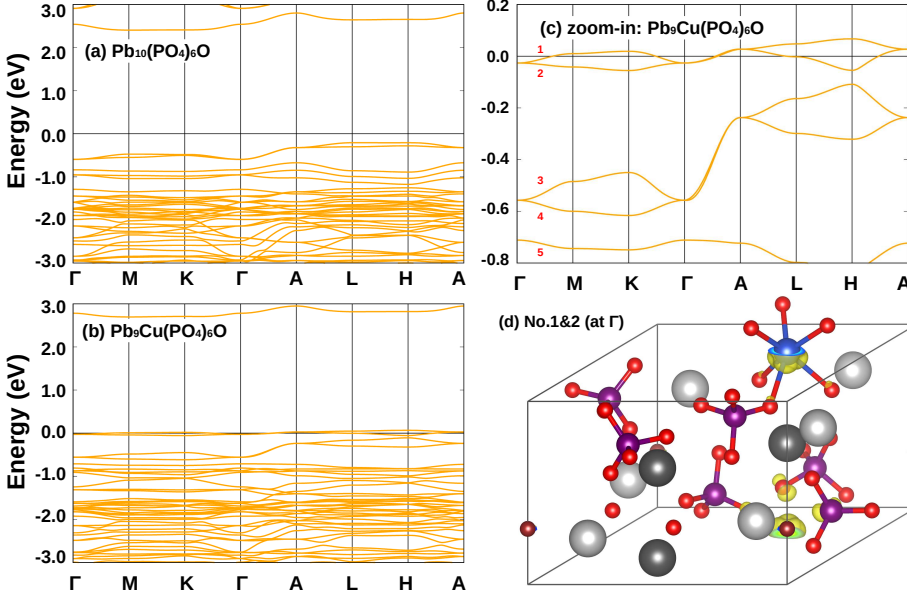 3.0
2.0
1.0
0.0
-1.0
-2.0
-3.0
Energy (eV)
(a) Pb10(PO4)6O
Γ M K Γ A L H A
3.0
2.0
1.0
0.0
-1.0
-2.0
-3.0
Energy (eV)
(b) Pb9Cu(PO4)6O
Γ M K Γ A L H A
(c) zoom-in: Pb9Cu(PO4)6O
0.0
-0.2
-0.4
-0.6
-0.8
1
2
3
4
5
Γ M K Γ A L H A
(d) No.1&2 (at Γ)